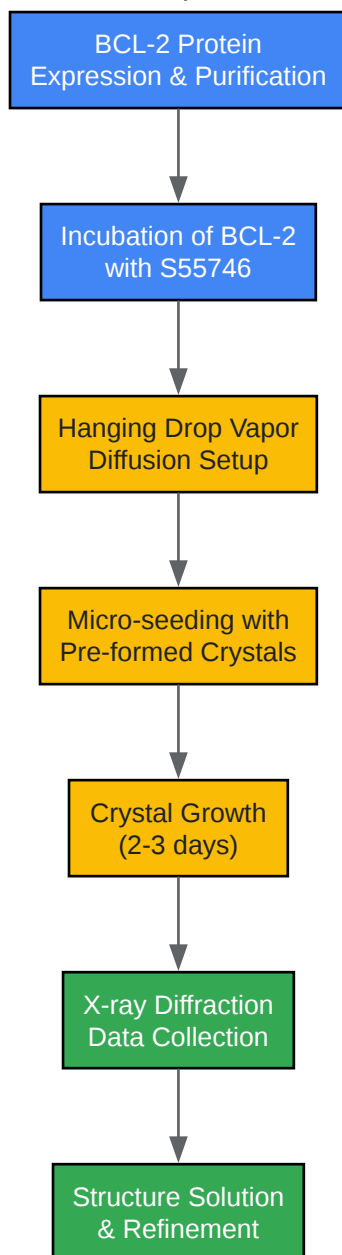 BCL-2 Protein
Expression & Purification
Incubation of BCL-2
with S55746
Hanging Drop Vapor
Diffusion Setup
Micro-seeding with
Pre-formed Crystals
Crystal Growth
(2-3 days)
X-ray Diffraction
Data Collection
Structure Solution
& Refinement